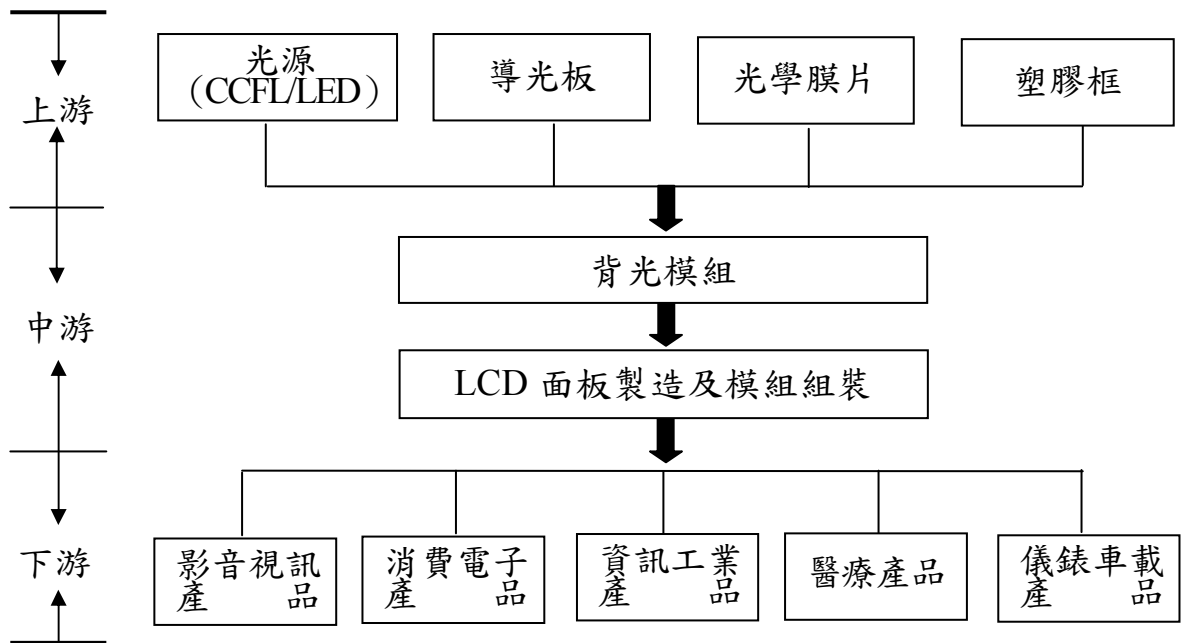 光源
（CCFL/LED）
導光板
光學膜片
塑膠框
上游
背光模組
中游
LCD 面板製造及模組組裝
下游
影音視訊
產品
消費電子
產品
資訊工業
產品
醫療產品
儀錶車載
產品